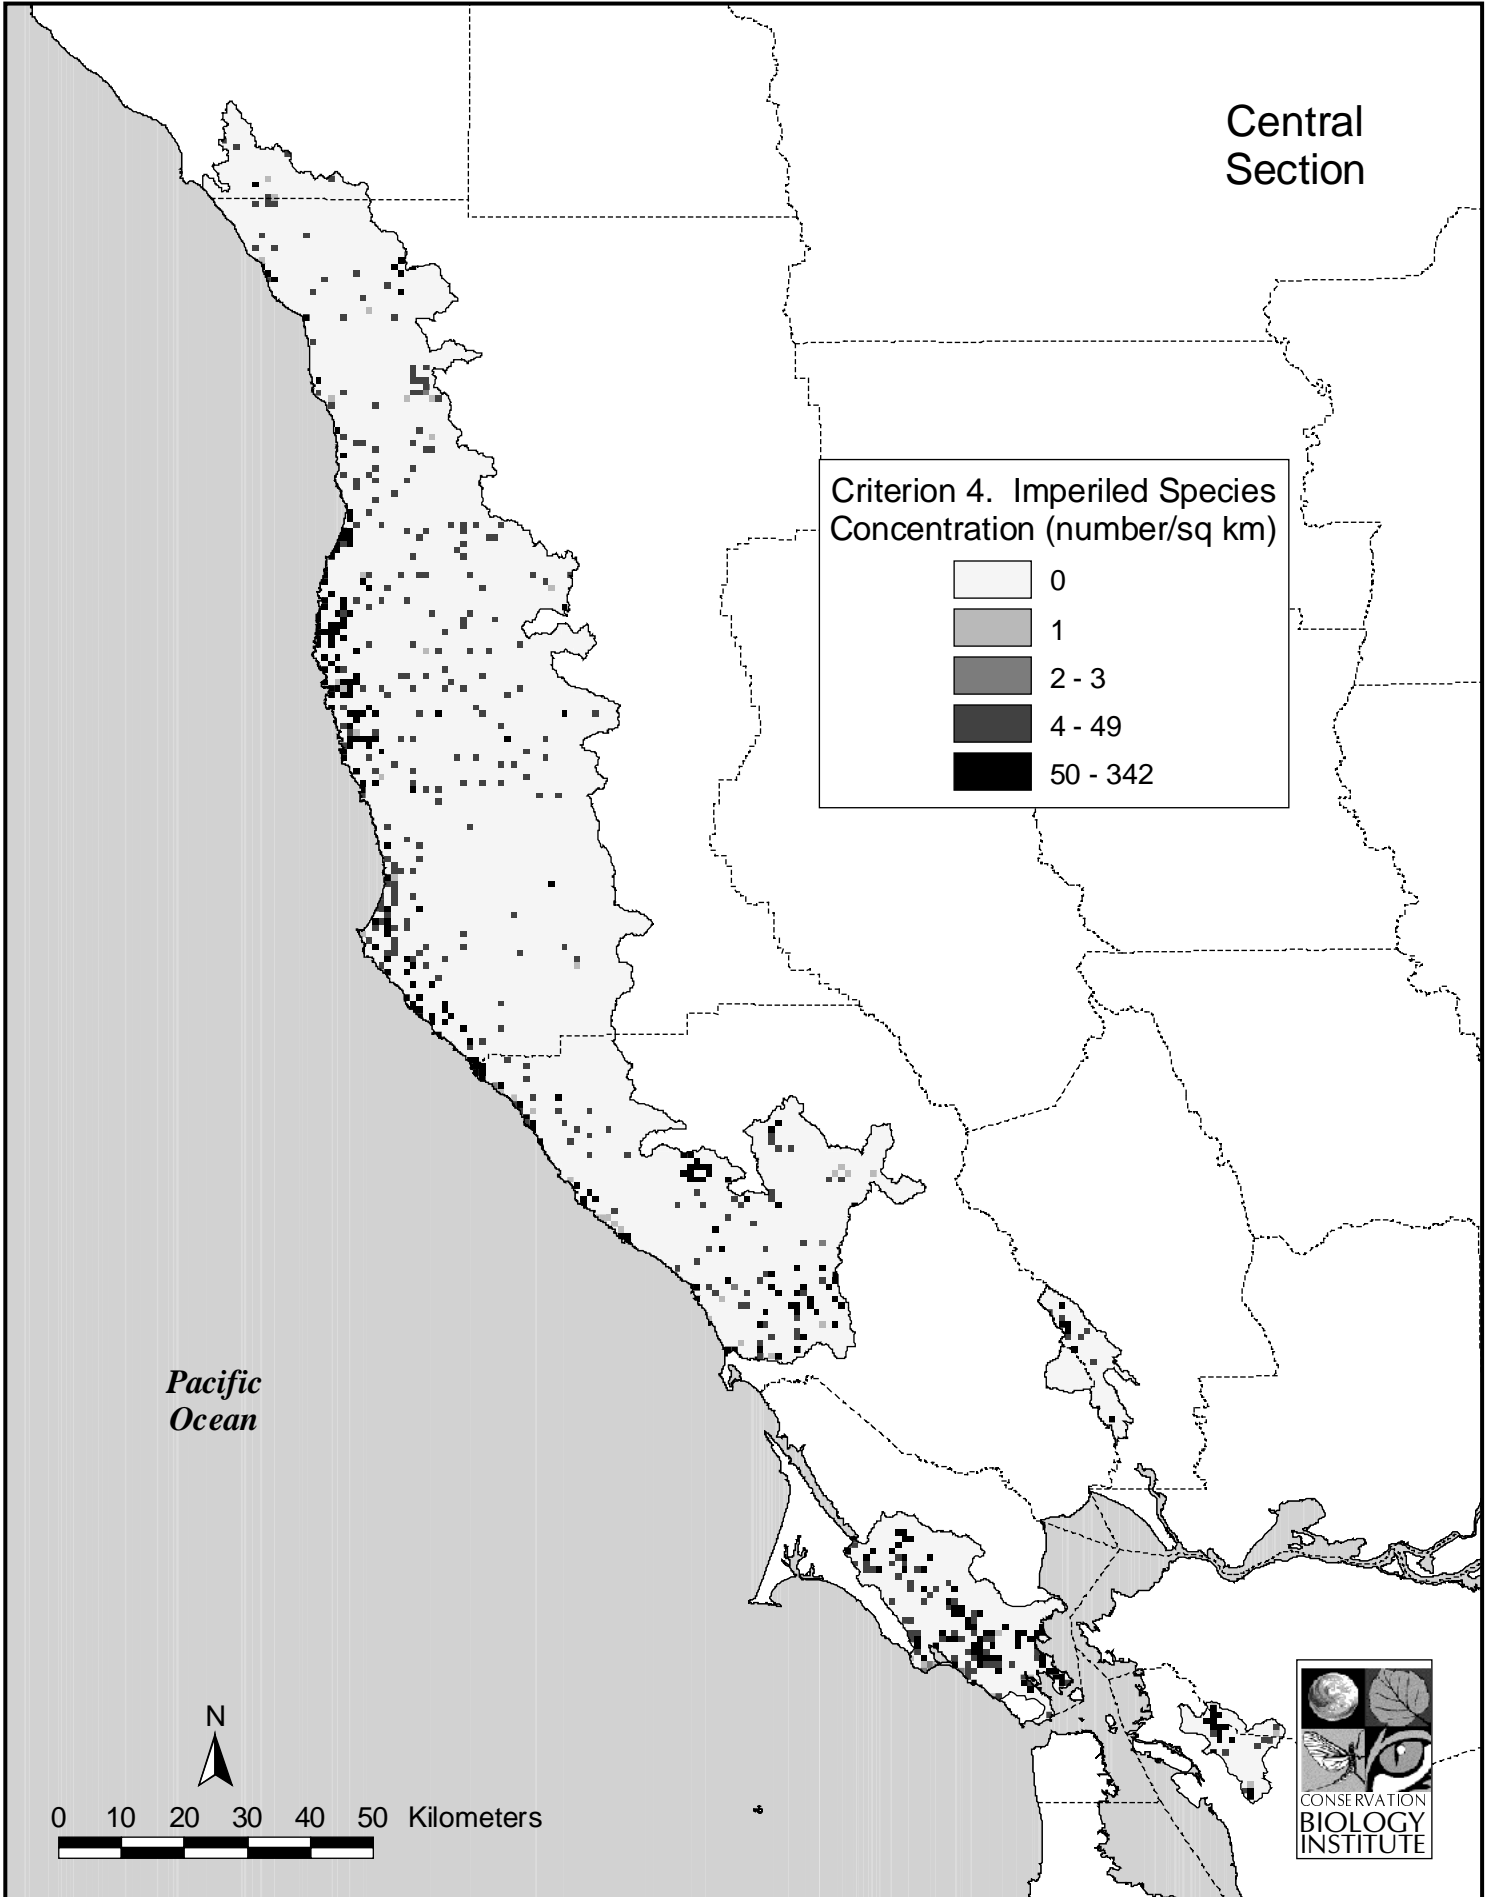 Central
Section
Criterion 4. Imperiled Species
Concentration (number/sq km)
0
1
2 - 3
4 - 49
50 - 342
Pacific
Ocean
N
0 10 20 30 40 50 Kilometers
CONSERVATION
BIOLOGY
INSTITUTE